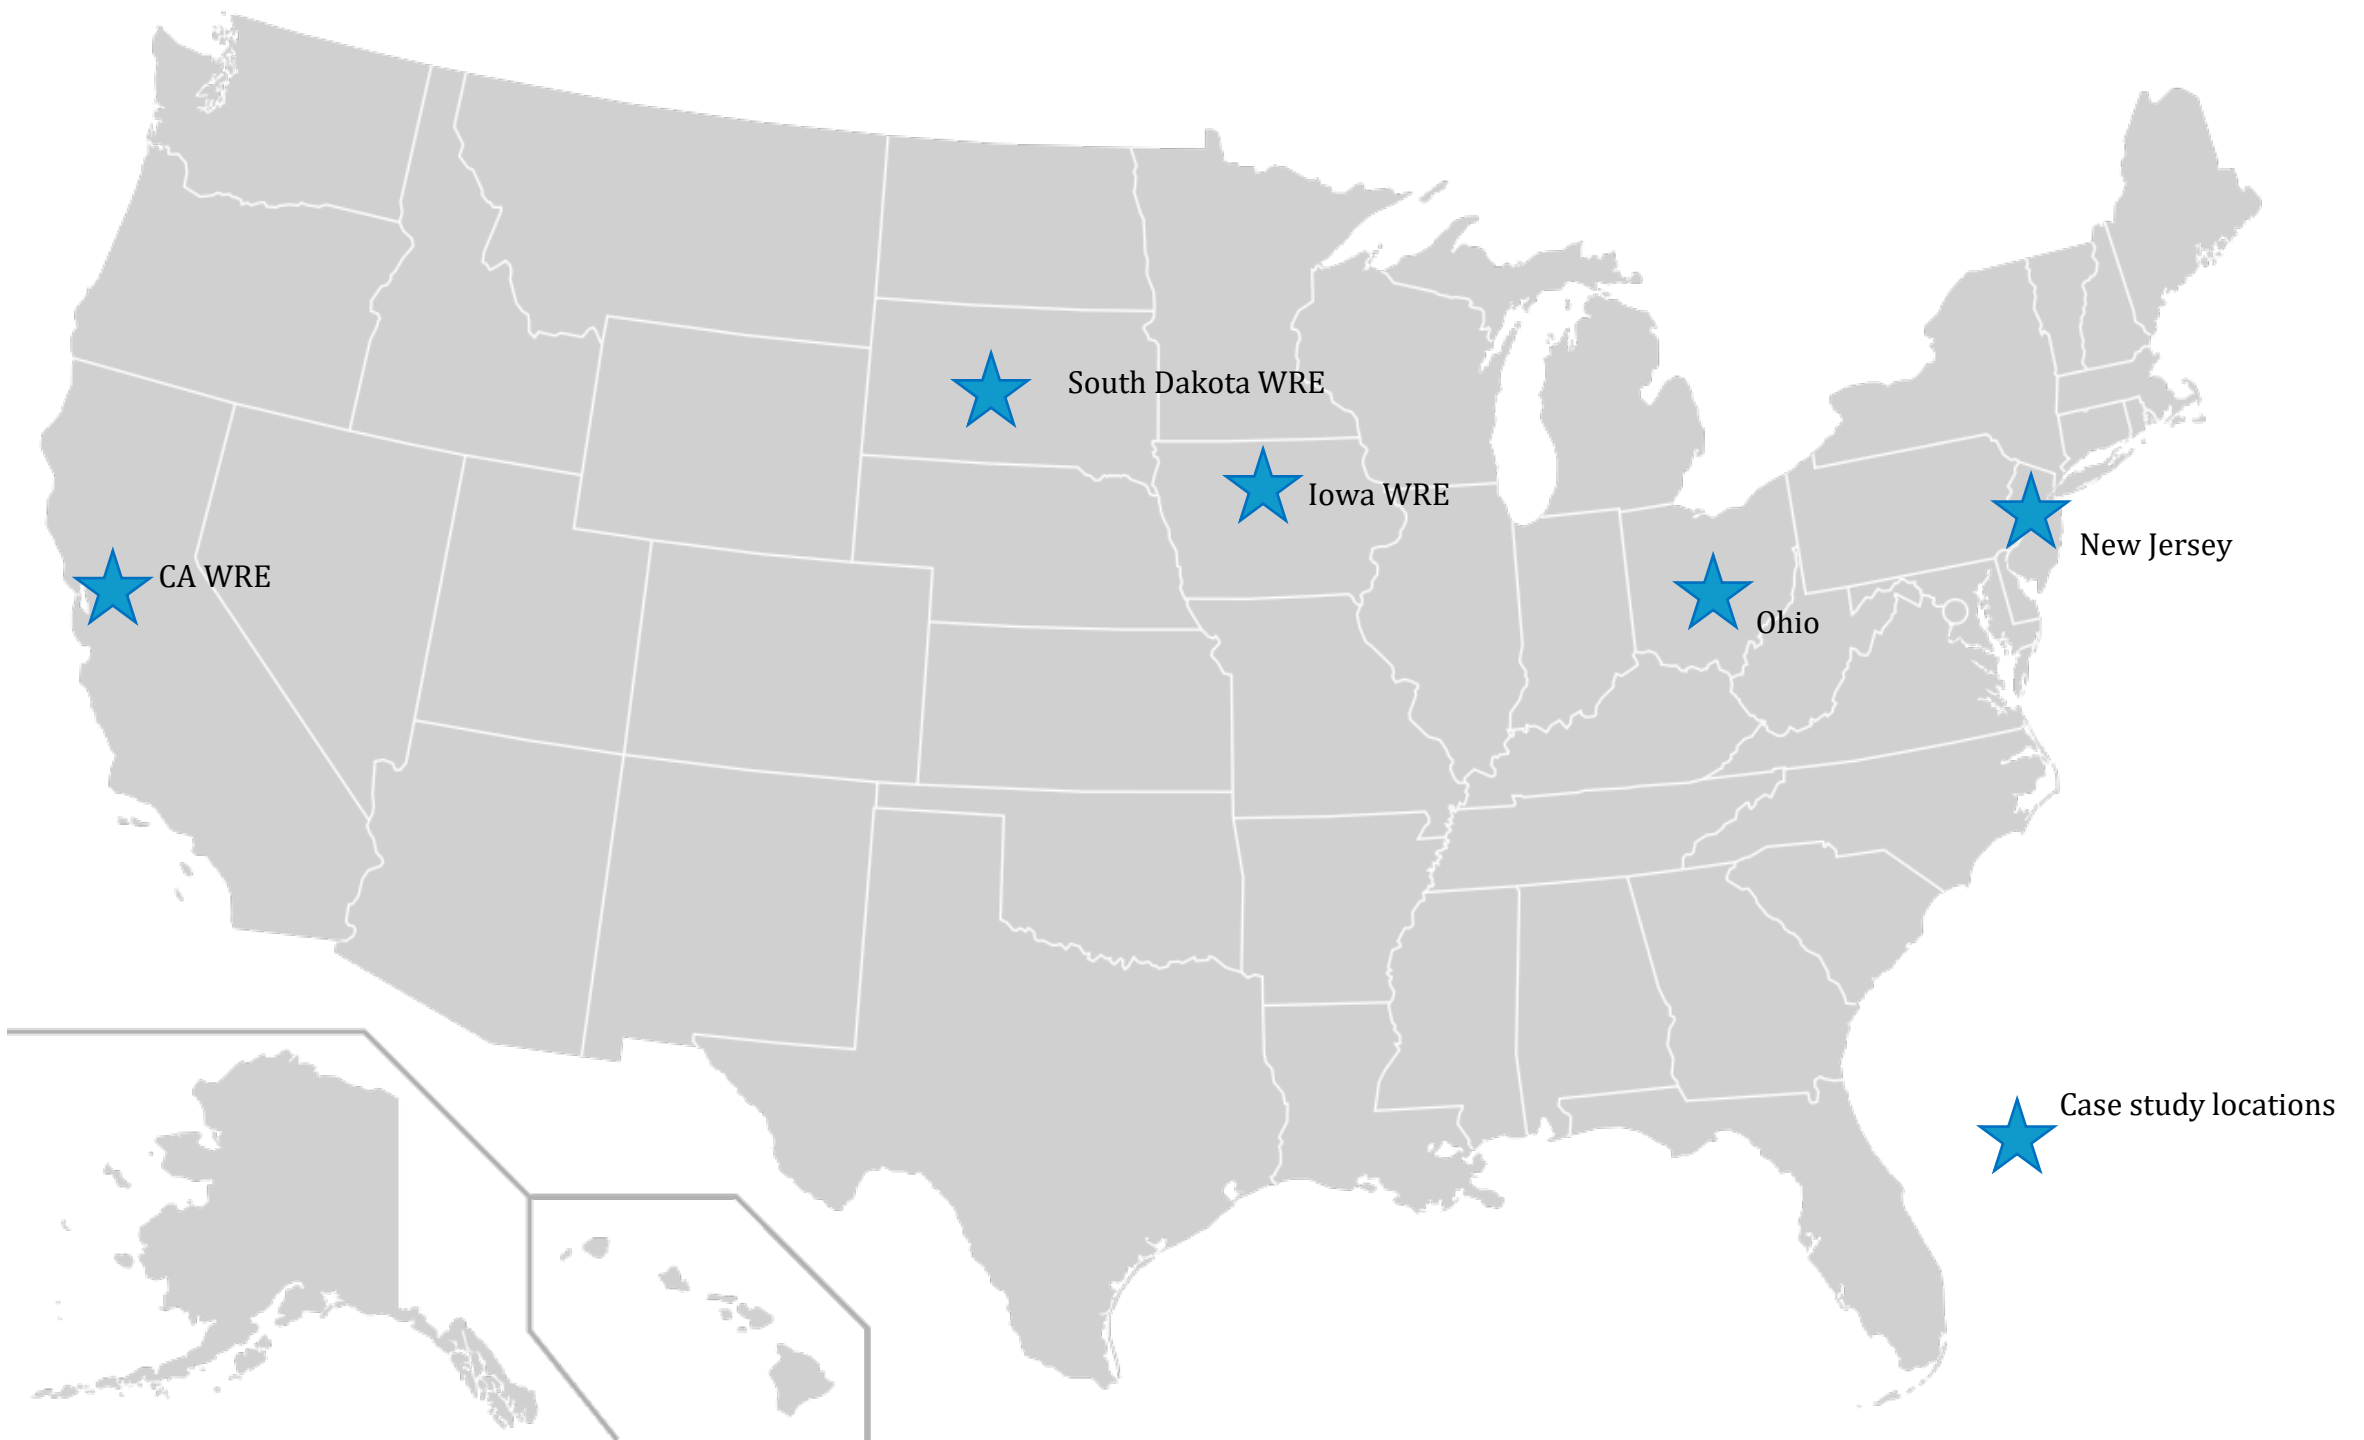 South Dakota WRE
Iowa WRE
New Jersey
CA WRE
Ohio
Case study locations